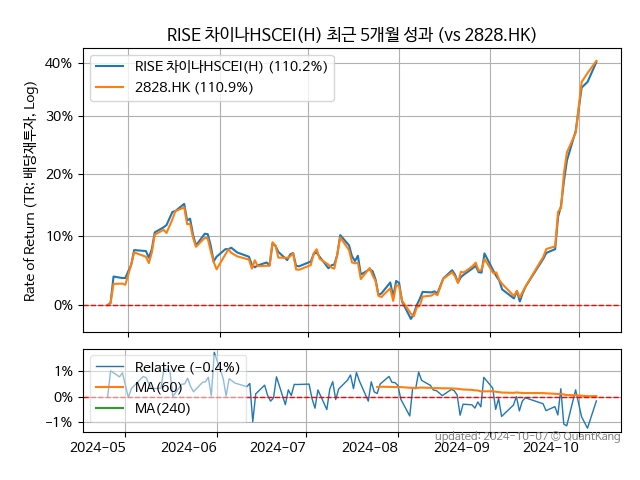 RISE 차이나HSCEI(H) 최근 5개월 성과 (vs 2828.HK)
Rate of Return (TR; 배당재투자, Log)
40%
30%
20%
10%
0%
RISE 차이나HSCEI(H) (110.2%)
2828.HK (110.9%)
1%
0%
−1%
Relative (−0.4%)
MA(60)
MA(240)
2024-05 2024-06 2024-07 2024-08 2024-09 2024-10
updated: 2024-10-07 © QuantKang